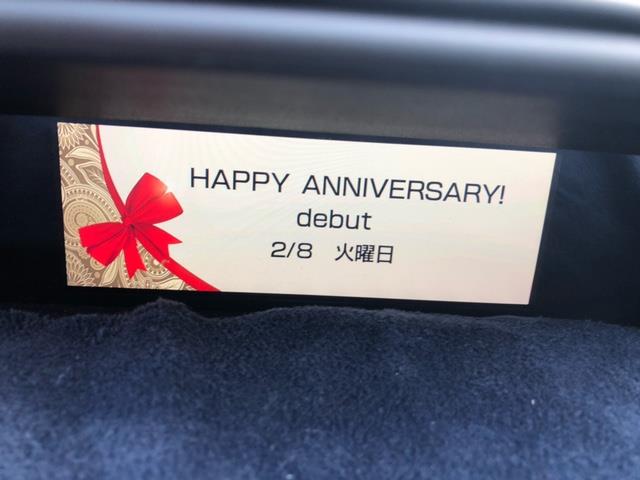 HAPPY ANNIVERSARY!
debut
2/8 火曜日